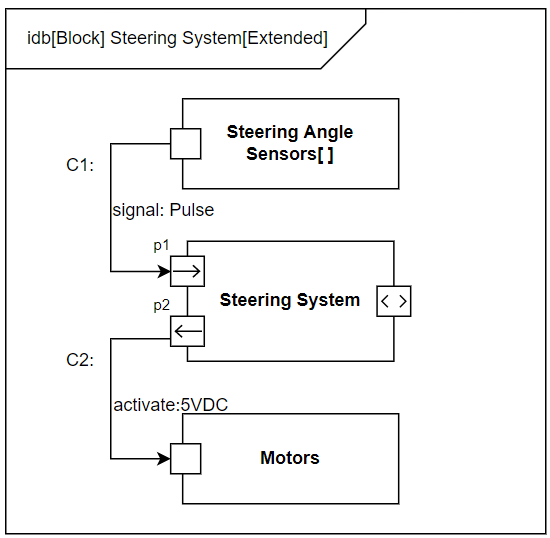 idb[Block] Steering System[Extended]
Steering Angle
Sensors[ ]
C1:
signal: Pulse
p1
Steering System
p2
C2:
activate:5VDC
Motors